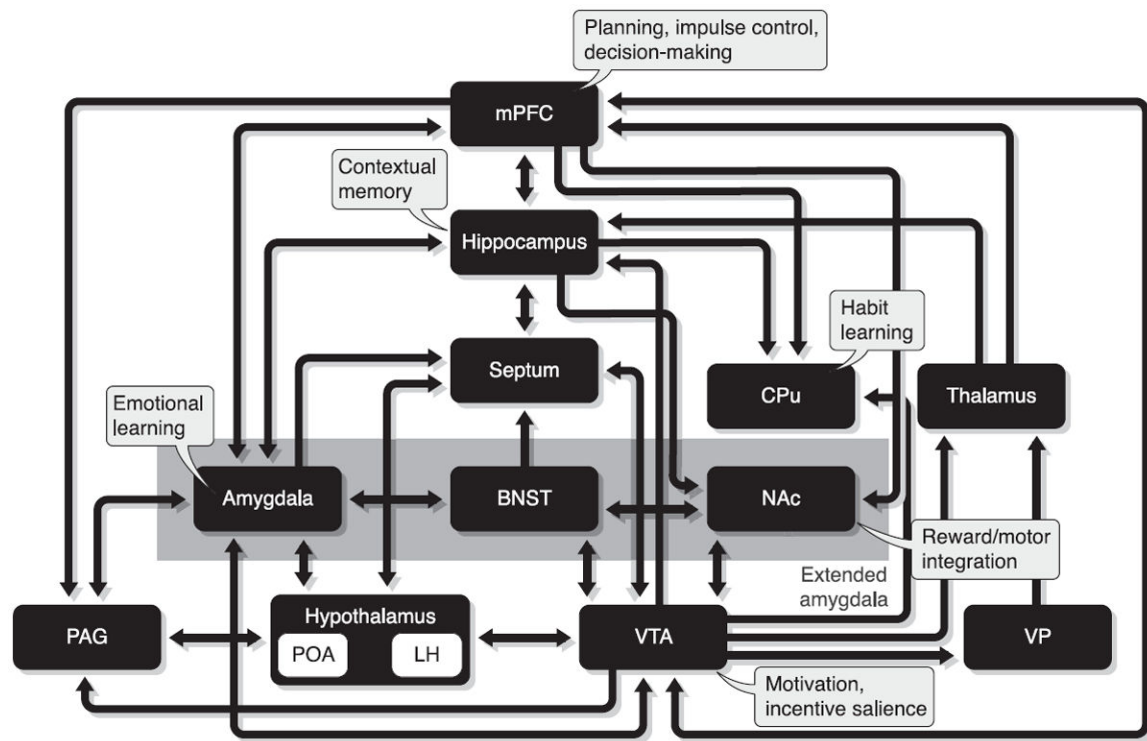 Planning, impulse control,
decision-making
mPFC
Contextual
memory
Hippocampus
Habit
learning
Septum
CPu
Thalamus
Emotional
learning
Amygdala
BNST
NAc
Reward/motor
integration
Extended
amygdala
PAG
Hypothalamus
POA
LH
VTA
VP
Motivation,
incentive salience